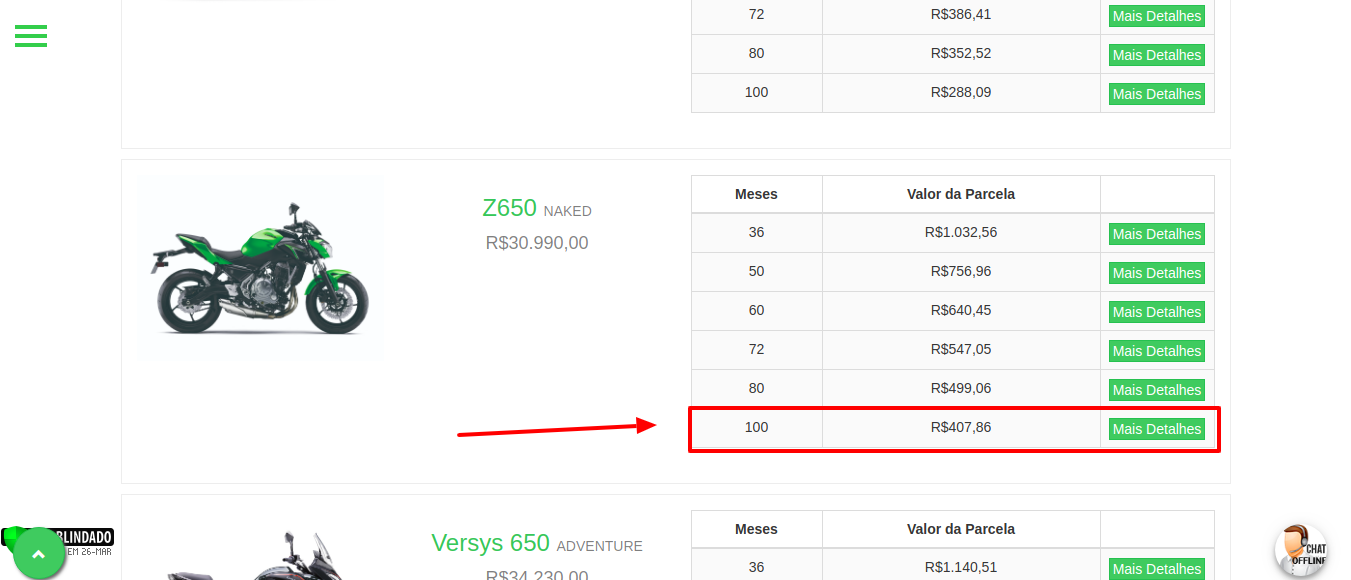 72 R$386,41 Mais Detalhes
80 R$352,52 Mais Detalhes
100 R$288,09 Mais Detalhes
Z650 NAKED
R$30.990,00
Meses Valor da Parcela
36 R$1.032,56 Mais Detalhes
50 R$756,96 Mais Detalhes
60 R$640,45 Mais Detalhes
72 R$547,05 Mais Detalhes
80 R$499,06 Mais Detalhes
100 R$407,86 Mais Detalhes
Versys 650 ADVENTURE
R$34.230,00
Meses Valor da Parcela
36 R$1.140,51 Mais Detalhes
BLINDADO
EM 26-MAR
CHAT
OFFLINE